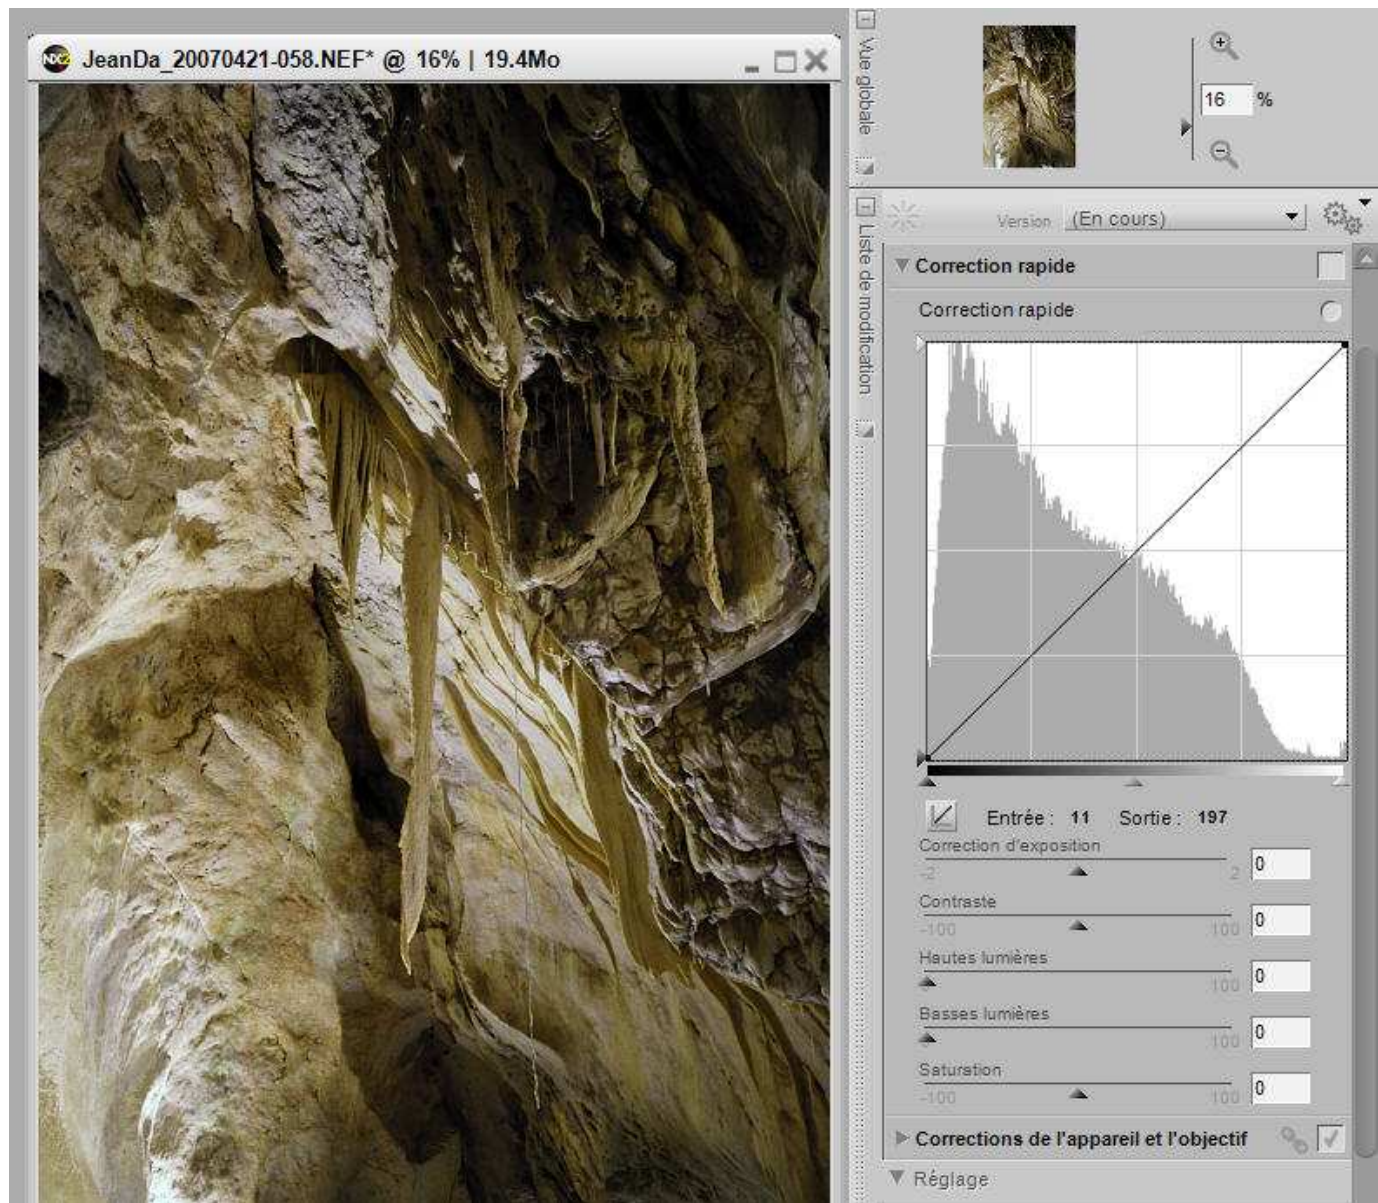 NX2 JeanDa_20070421-058.NEF* @ 16% | 19.4Mo
Vue globale
16 %
Liste de modification
Version (En cours)
Correction rapide
Correction rapide
Entrée : 11 Sortie : 197
Correction d'exposition
-2 2 0
Contraste
-100 100 0
Hautes lumières
100 0
Basses lumières
100 0
Saturation
-100 100 0
Corrections de l'appareil et l'objectif
Réglage